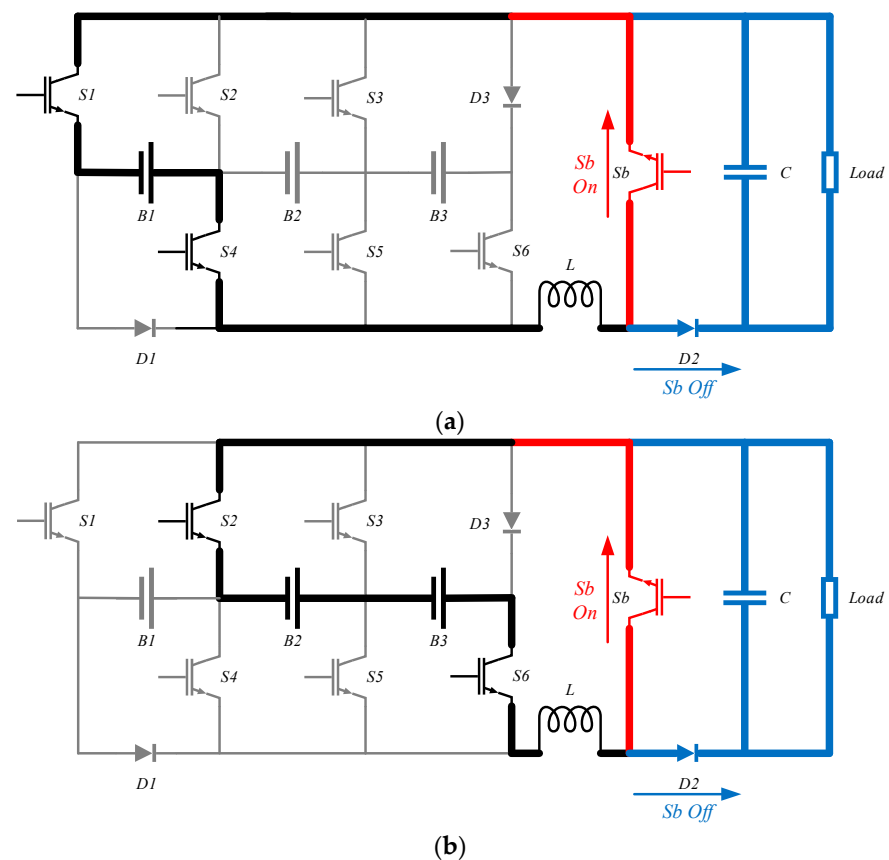 S1 S2 S3 D3
Sb On Sb C Load
B1 B2 B3
S4 S5 S6
L
D1 D2
Sb Off
(a)
S1 S2 S3 D3
Sb On Sb C Load
B1 B2 B3
S4 S5 S6
L
D1 D2
Sb Off
(b)